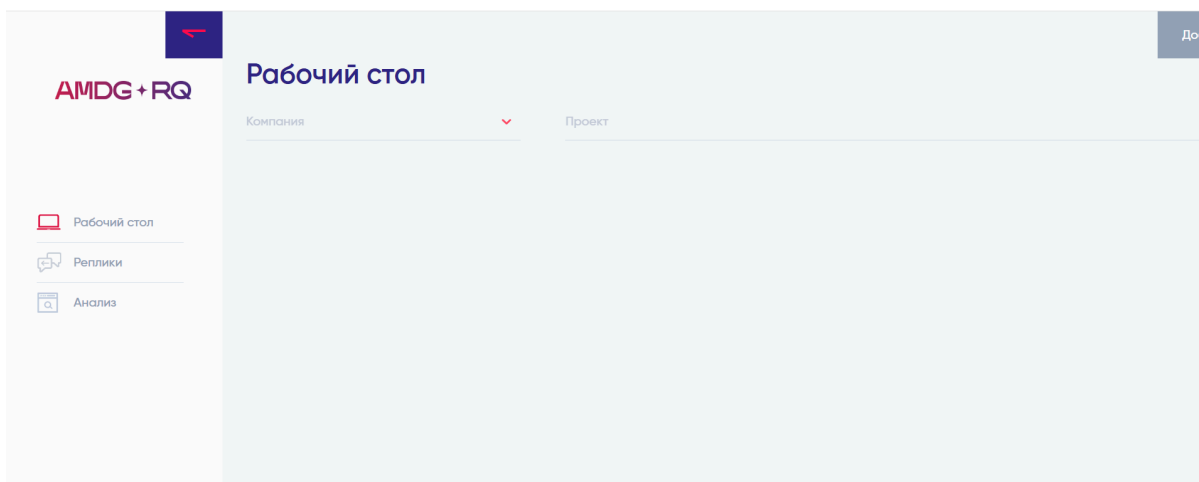 AMDG+RQ
Рабочий стол
Реплики
Анализ
Рабочий стол
Компания
Проект